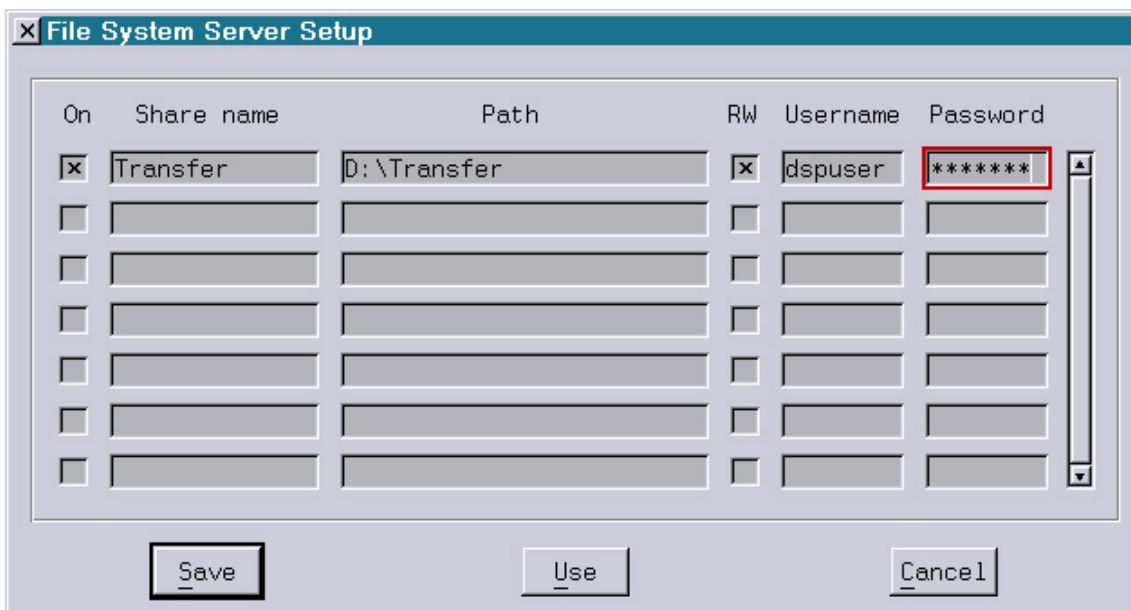 File System Server Setup
On Share name Path RW Username Password
Transfer D:\Transfer dspuser *******
Save Use Cancel